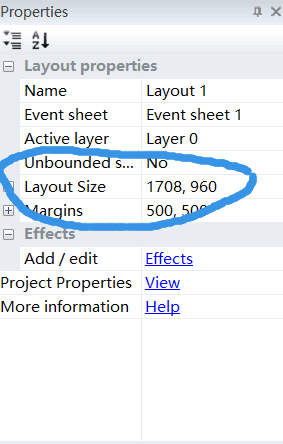 Properties
Layout properties
Name Layout 1
Event sheet Event sheet 1
Active layer Layer 0
Unbounded s... No
Layout Size 1708, 960
Margins 500, 500
Effects
Add / edit Effects
Project Properties View
More information Help